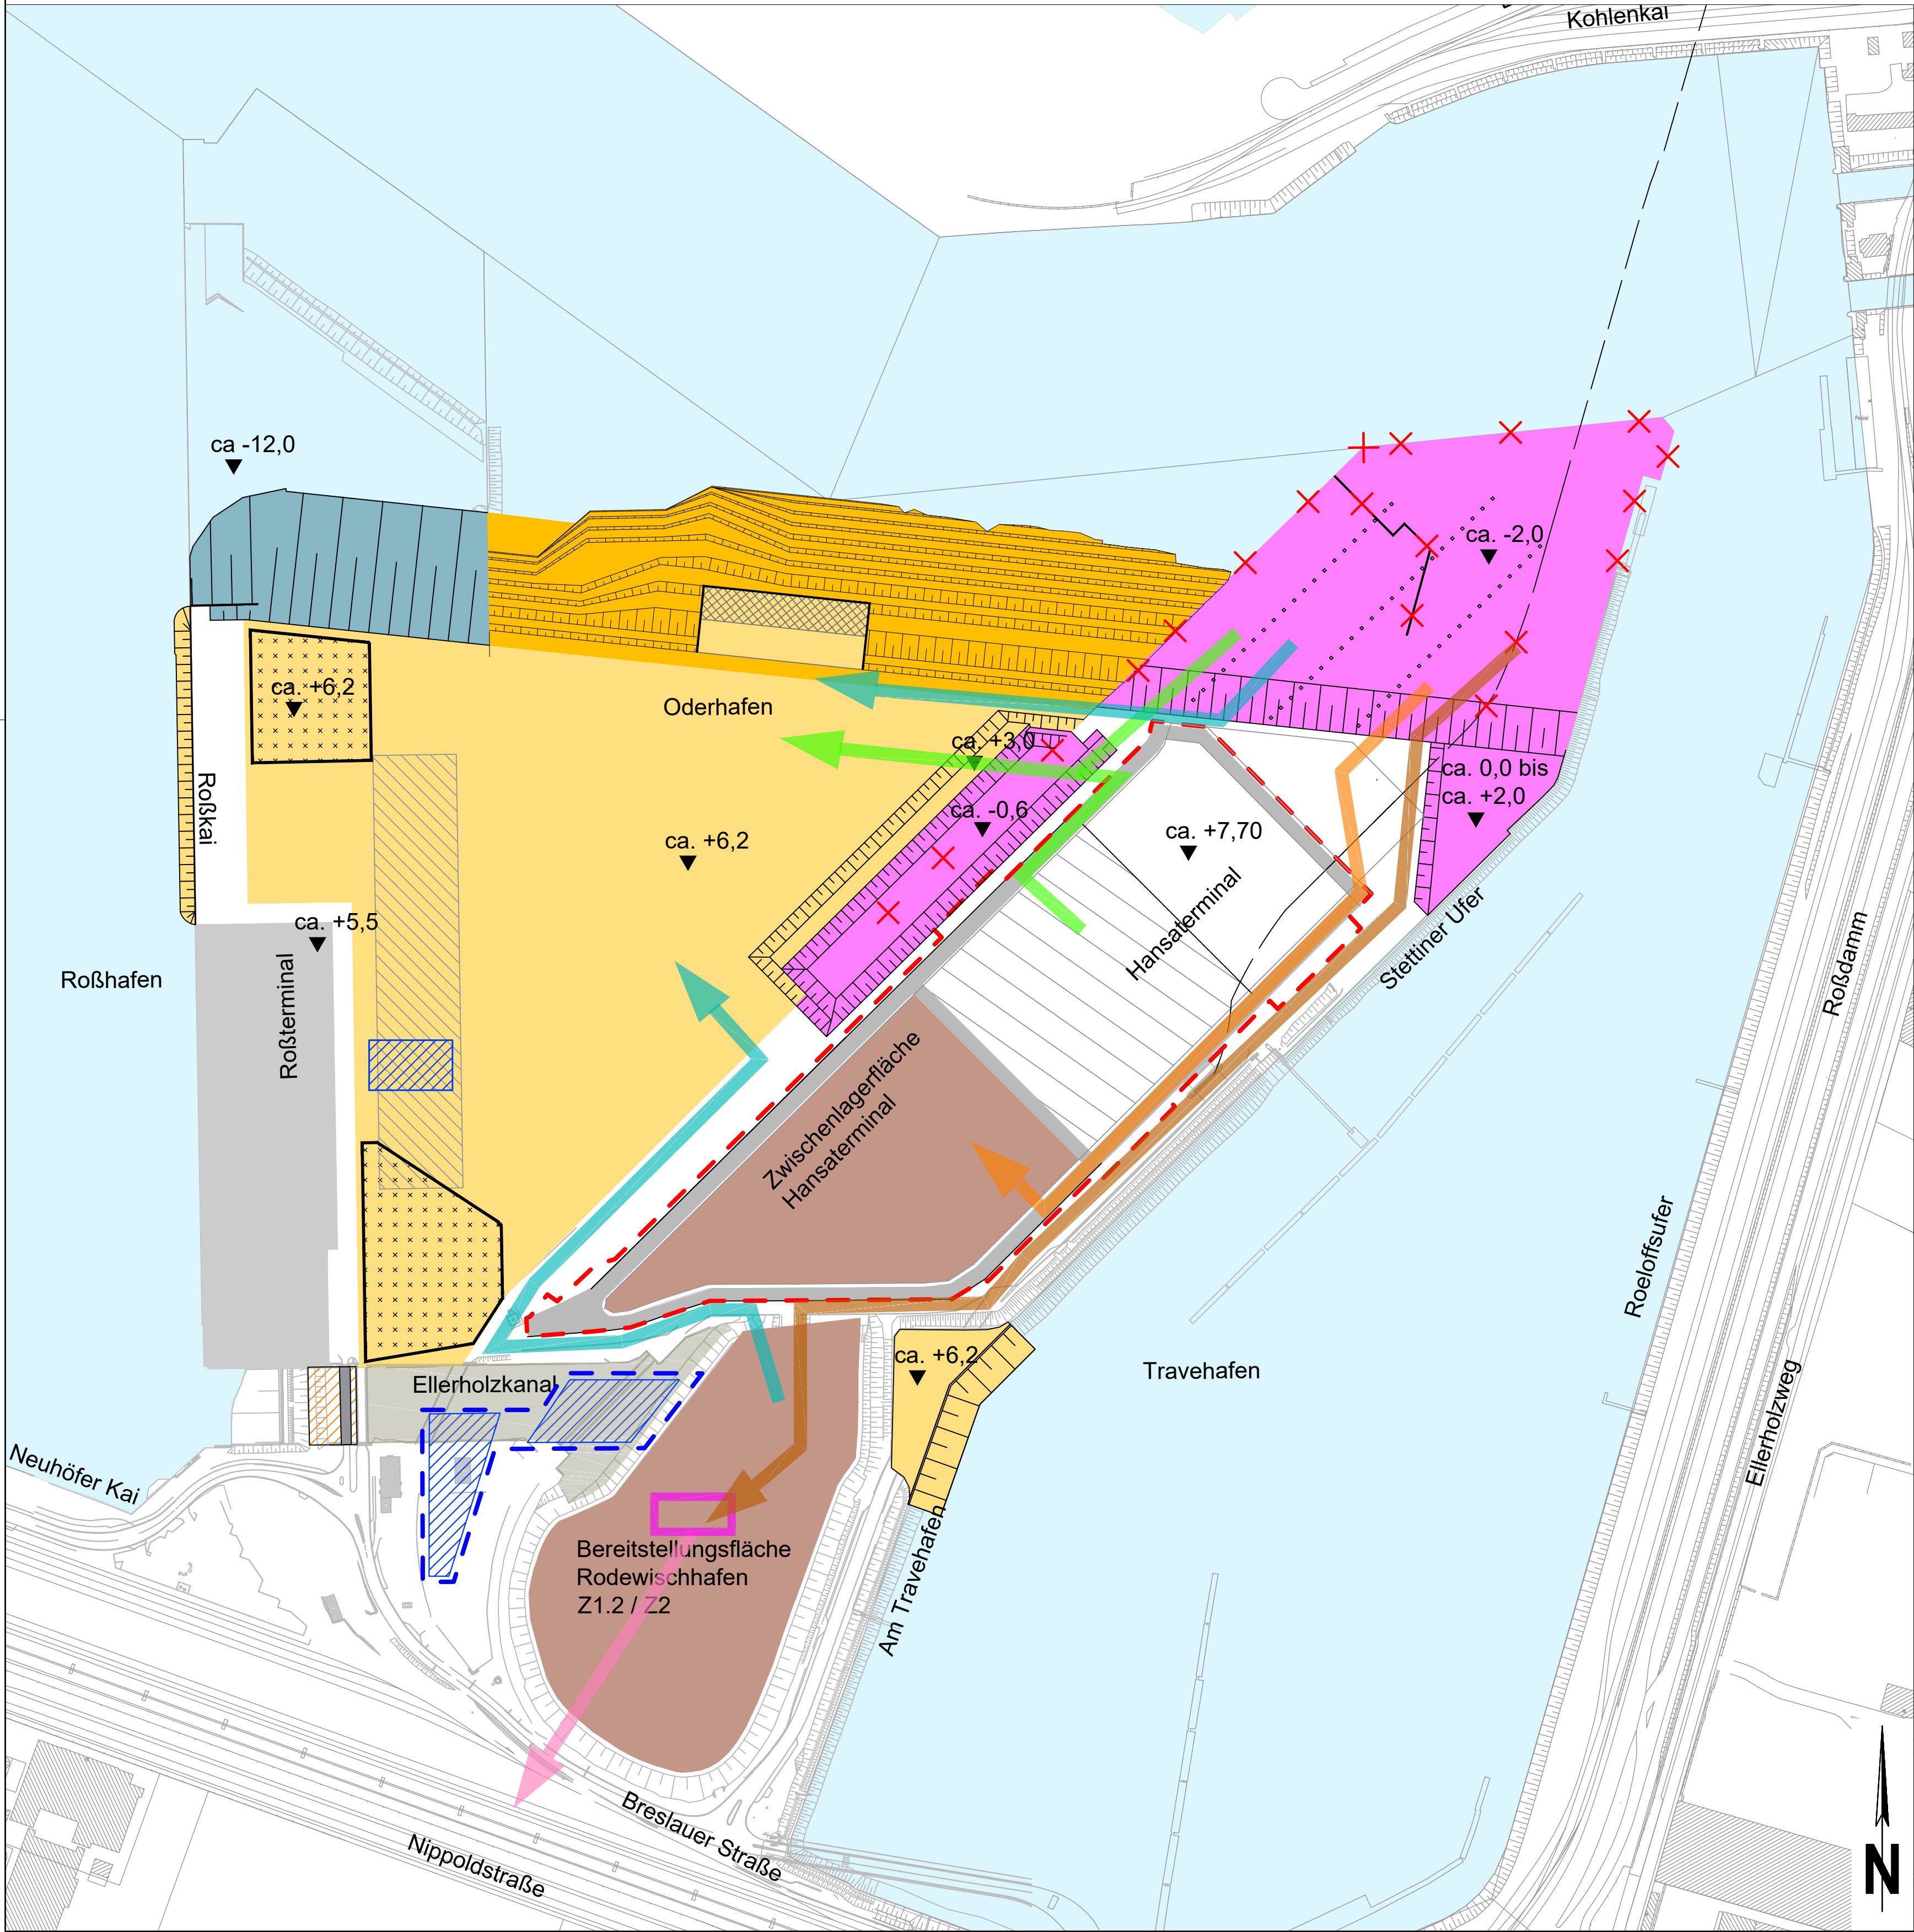 Kohlenkai
ca -12,0
ca. -2,0
ca. +6,2
Oderhafen
ca. +3,0
ca. 0,0 bis
ca. +2,0
ca. -0,6
Roßkai
ca. +6,2
ca. +7,70
Hansaterminal
ca. +5,5
Stettiner Ufer
Roßdamm
Roßhafen
Roßterminal
Zwischenlagerfläche
Hansaterminal
Roeloffsufer
ca. +6,2
Travehafen
Ellerholzkanal
Ellerholzweg
Neuhöfer Kai
Bereitstellungsfläche
Rodewischhafen
Z1.2 / Z2
Am Travehafen
Breslauer Straße
Nippoldstraße
N